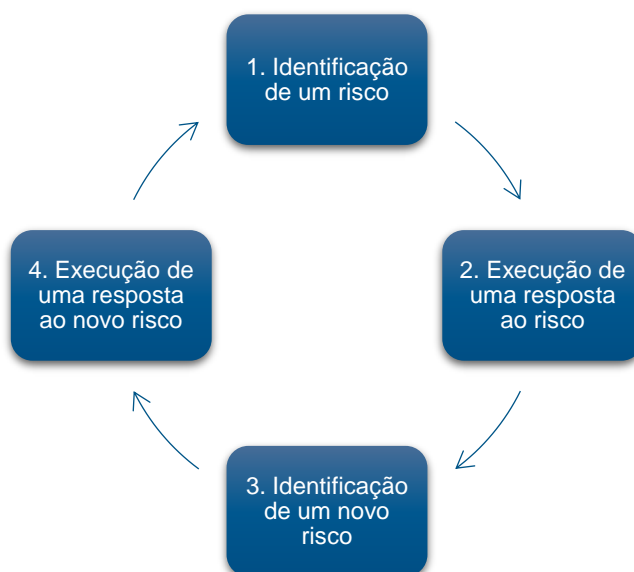 1. Identificação
de um risco
2. Execução de
uma resposta
ao risco
3. Identificação
de um novo
risco
4. Execução de
uma resposta
ao novo risco